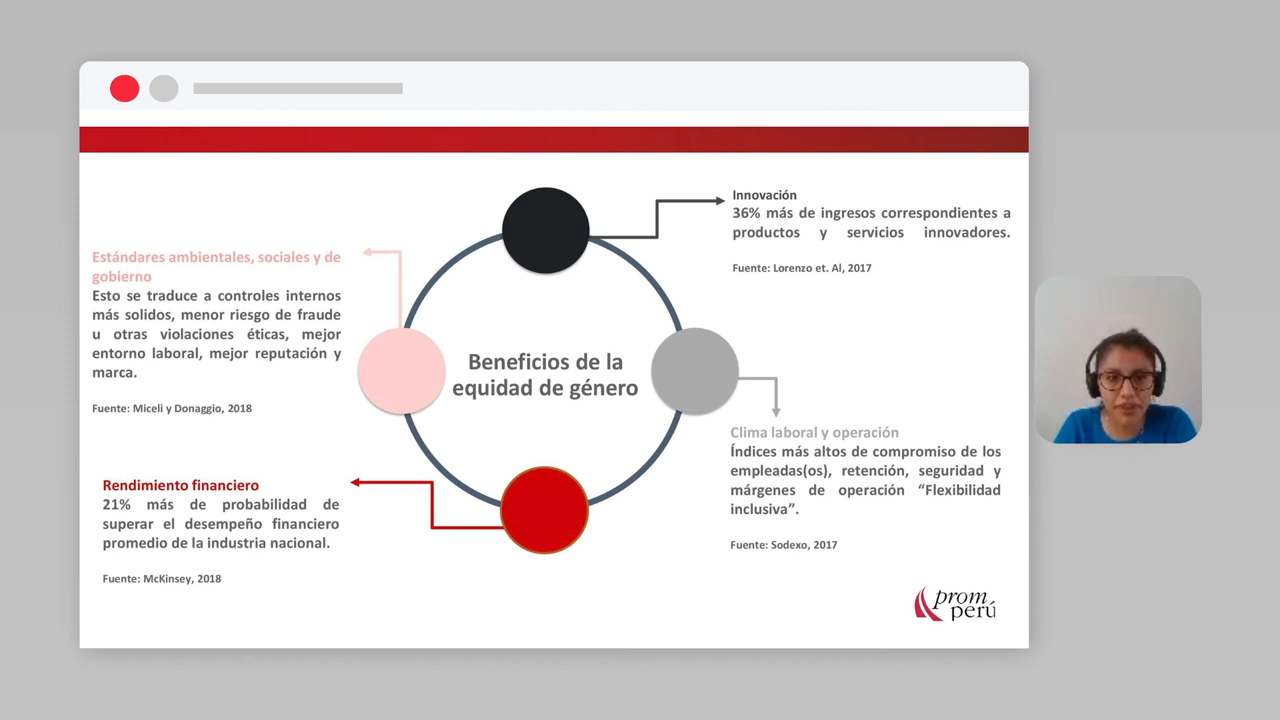 Innovación
36% más de ingresos correspondientes a
productos y servicios innovadores.
Fuente: Lorenzo et. Al, 2017
Estándares ambientales, sociales y de
gobierno
Esto se traduce a controles internos
más solidos, menor riesgo de fraude
u otras violaciones éticas, mejor
entorno laboral, mejor reputación y
marca.
Fuente: Miceli y Donaggio, 2018
Beneficios de la
equidad de género
Clima laboral y operación
Índices más altos de compromiso de los
empleadas(os), retención, seguridad y
márgenes de operación “Flexibilidad
inclusiva”.
Fuente: Sodexo, 2017
Rendimiento financiero
21% más de probabilidad de
superar el desempeño financiero
promedio de la industria nacional.
Fuente: McKinsey, 2018
prom
perú